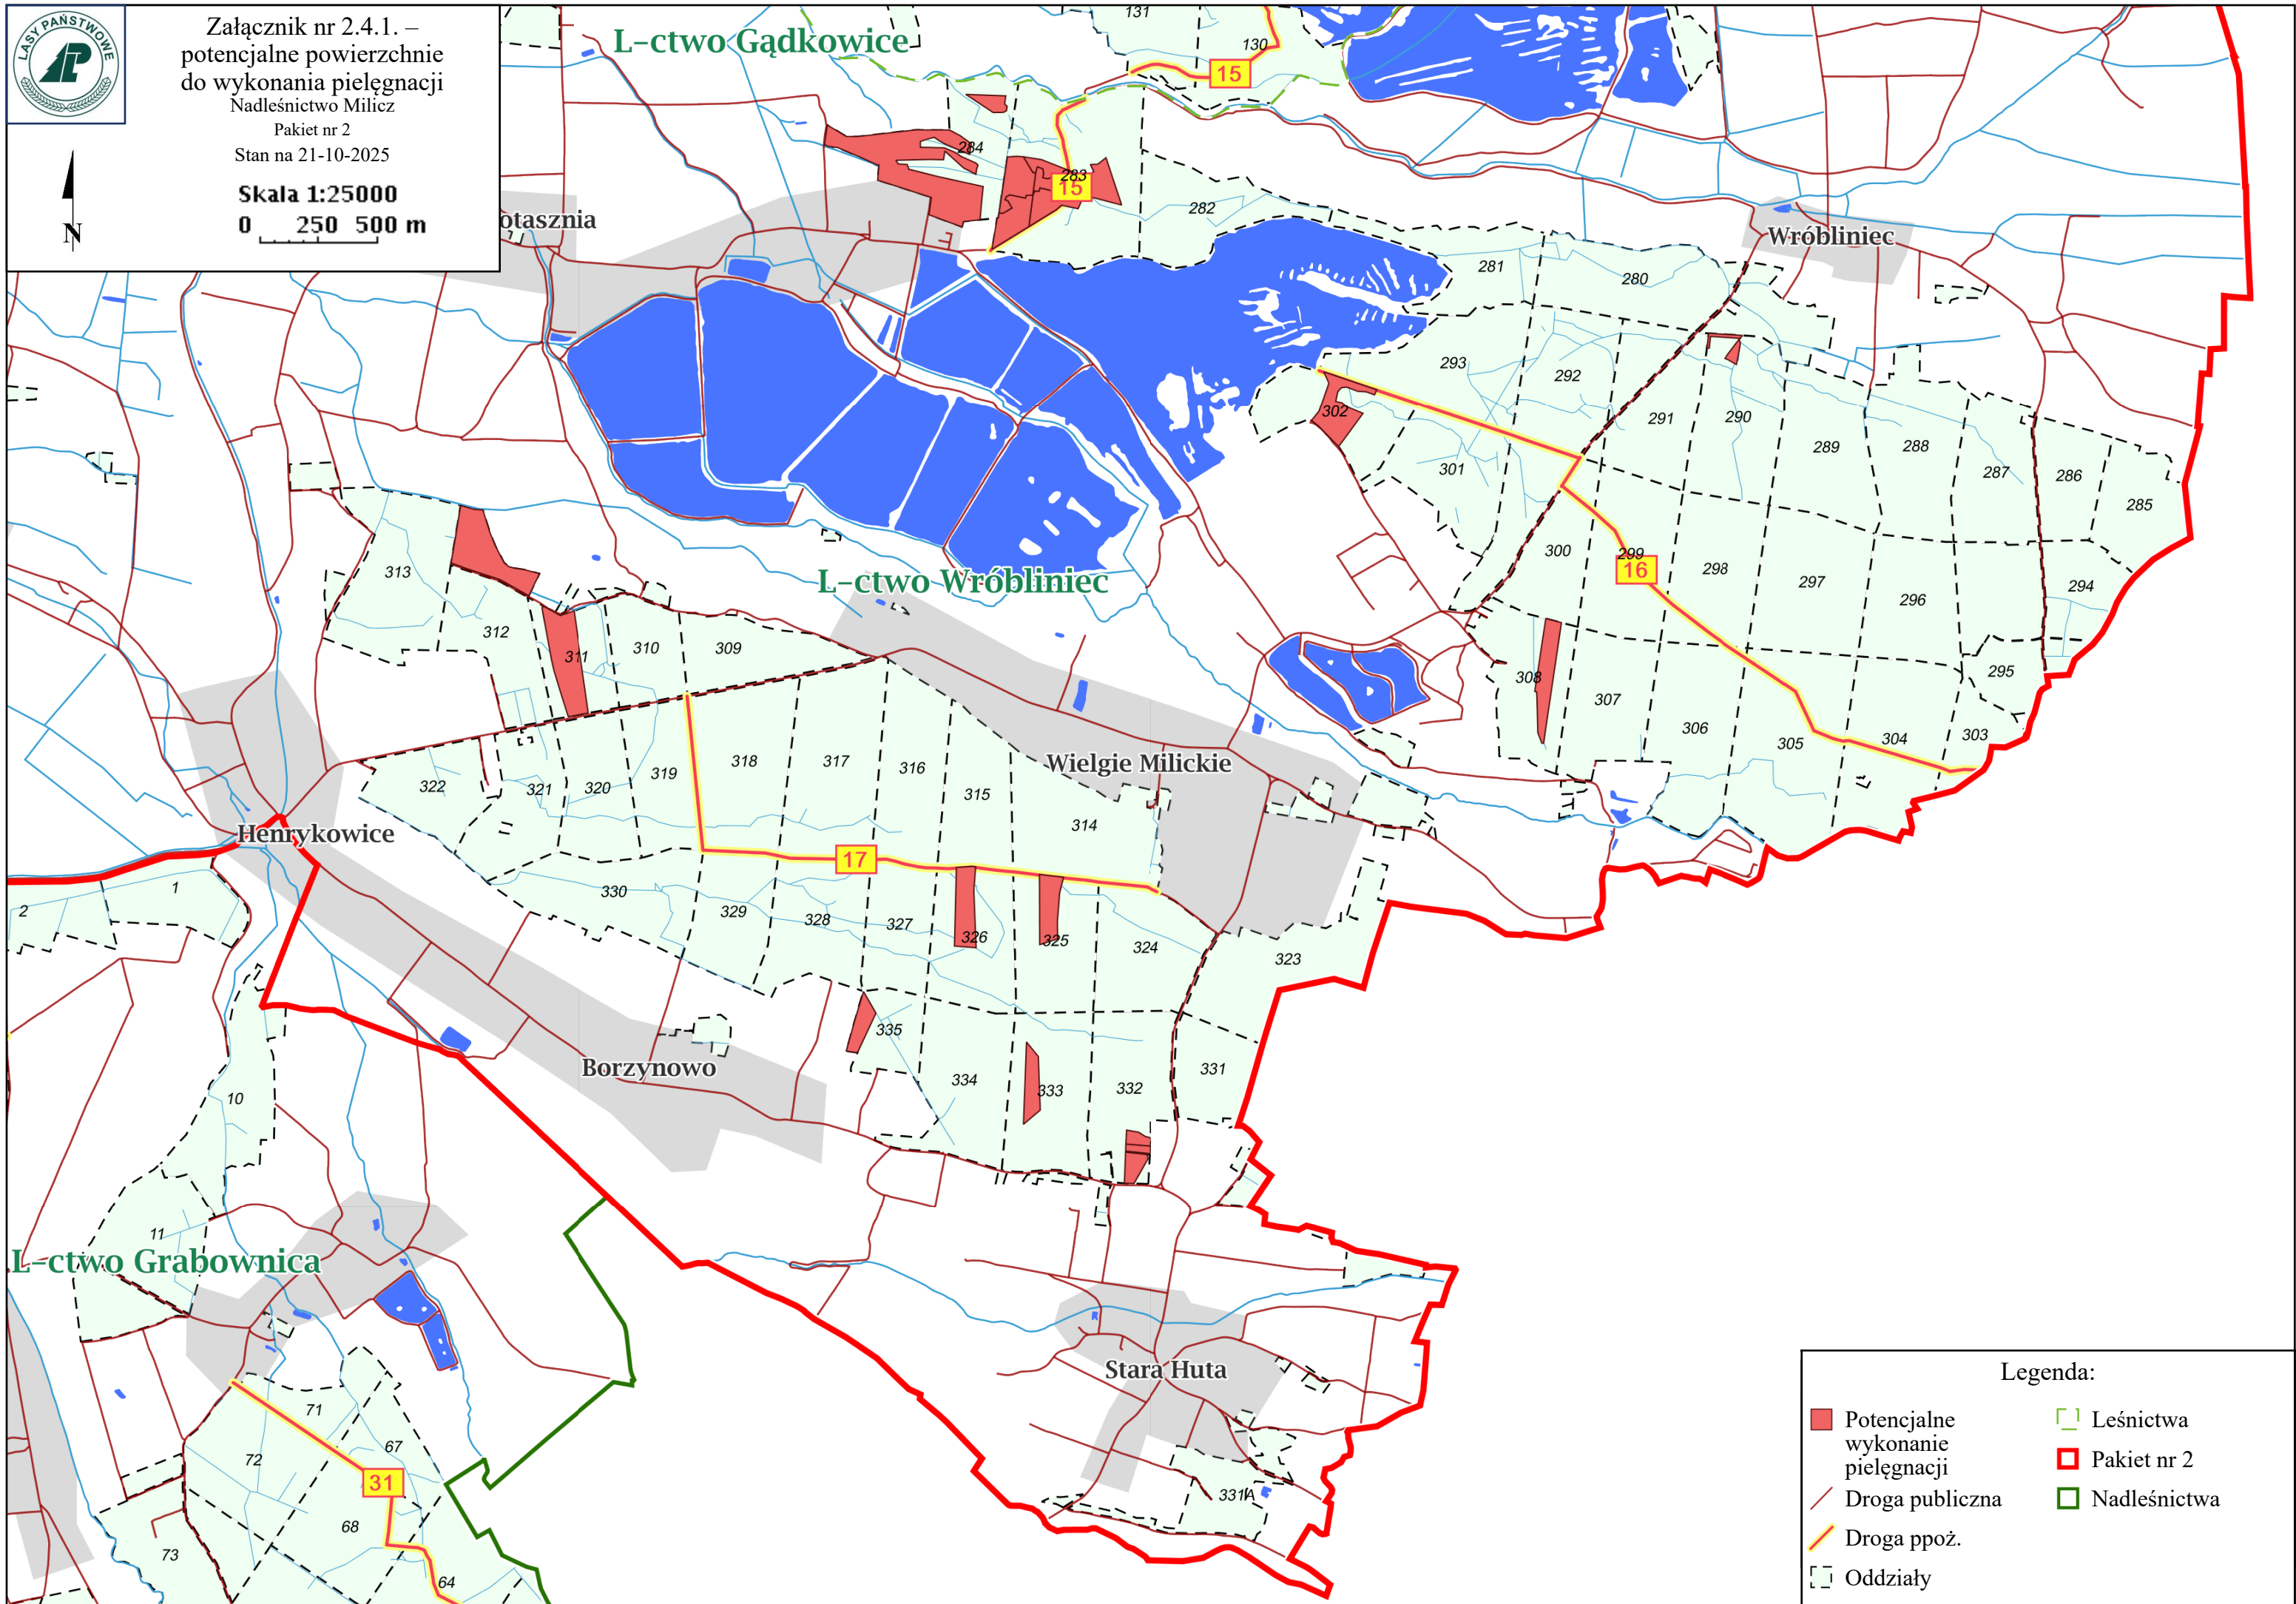 LASY PAŃSTWOWE
Załącznik nr 2.4.1. –
potencjalne powierzchnie
do wykonania pielęgnacji
Nadleśnictwo Milicz
Pakiet nr 2
Stan na 21-10-2025
Skala 1:25000
0 250 500 m
N
L-ctwo Gądkowice
131
130
15
284
283
15
282
otasznia
Wróbliniec
281
280
293
292
302
291
290
289
288
287
286
285
301
300
299
16
298
297
296
294
295
313
312
311
310
309
L-ctwo Wróbliniec
308
307
306
305
304
303
322
321
320
319
318
317
316
315
314
Wielgie Milickie
Henrykowice
17
1
2
330
329
328
327
326
325
324
323
335
334
333
332
331
Borzynowo
10
11
L-ctwo Grabownica
Stara Huta
71
72
67
31
68
73
64
331A
Legenda:
Potencjalne
wykonanie
pielęgnacji
Droga publiczna
Droga ppoż.
Oddziały
Leśnictwa
Pakiet nr 2
Nadleśnictwa